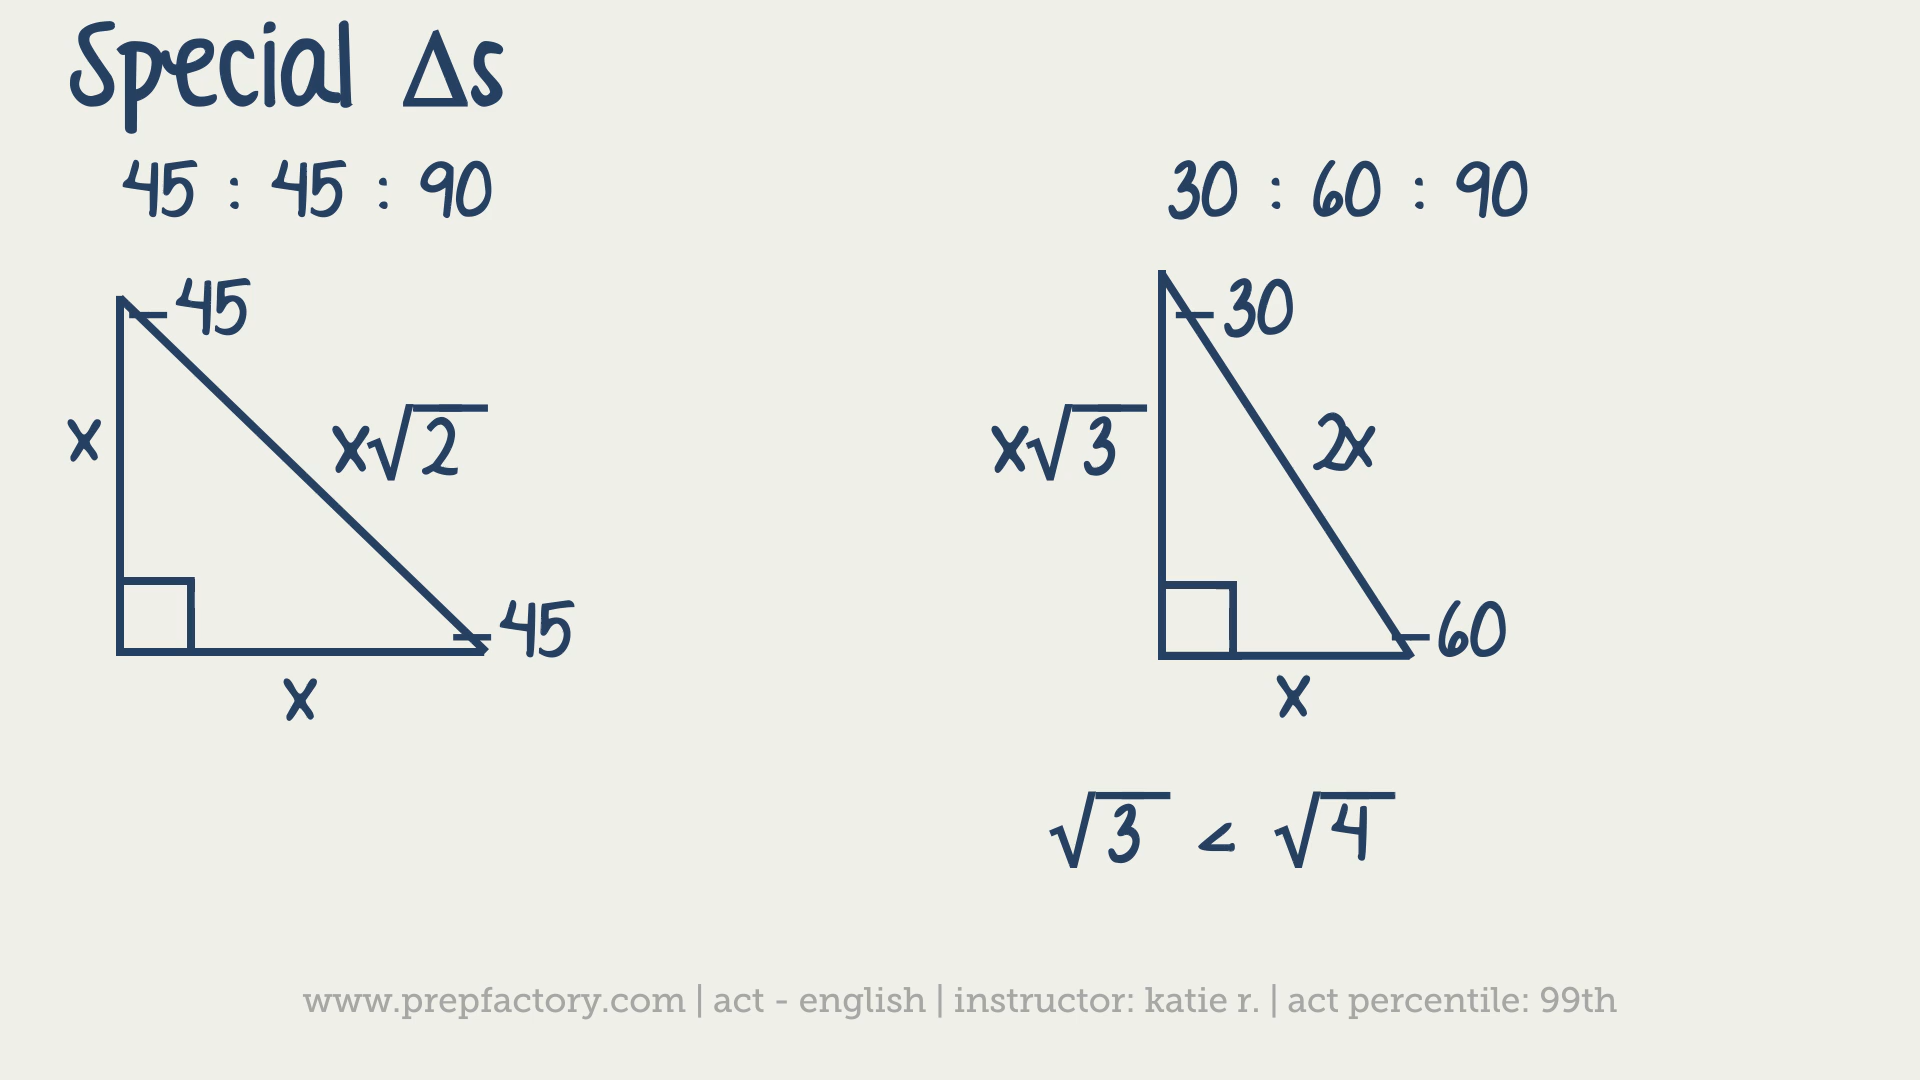 Special Δs
45 : 45 : 90
30 : 60 : 90
45
x
x√2
45
x
30
x√3
2x
60
x
√3 < √4
www.prepfactory.com | act - english | instructor: katie r. | act percentile: 99th